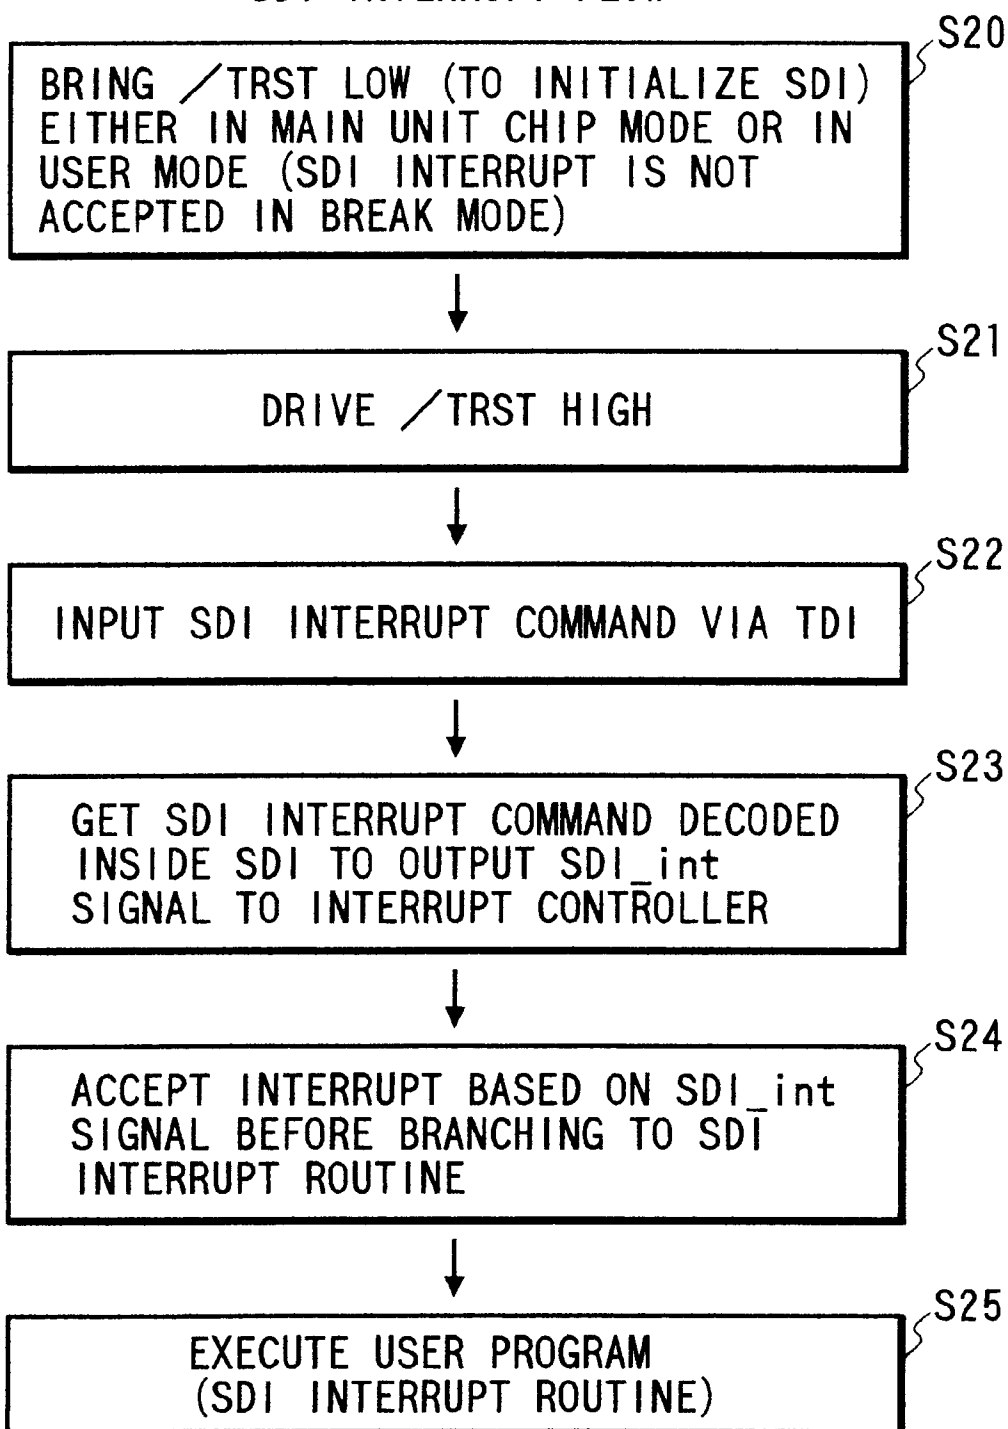 S20
BRING /TRST LOW (TO INITIALIZE SDI)
EITHER IN MAIN UNIT CHIP MODE OR IN
USER MODE (SDI INTERRUPT IS NOT
ACCEPTED IN BREAK MODE)
S21
DRIVE /TRST HIGH
S22
INPUT SDI INTERRUPT COMMAND VIA TDI
S23
GET SDI INTERRUPT COMMAND DECODED
INSIDE SDI TO OUTPUT SDI_int
SIGNAL TO INTERRUPT CONTROLLER
S24
ACCEPT INTERRUPT BASED ON SDI_int
SIGNAL BEFORE BRANCHING TO SDI
INTERRUPT ROUTINE
S25
EXECUTE USER PROGRAM
(SDI INTERRUPT ROUTINE)